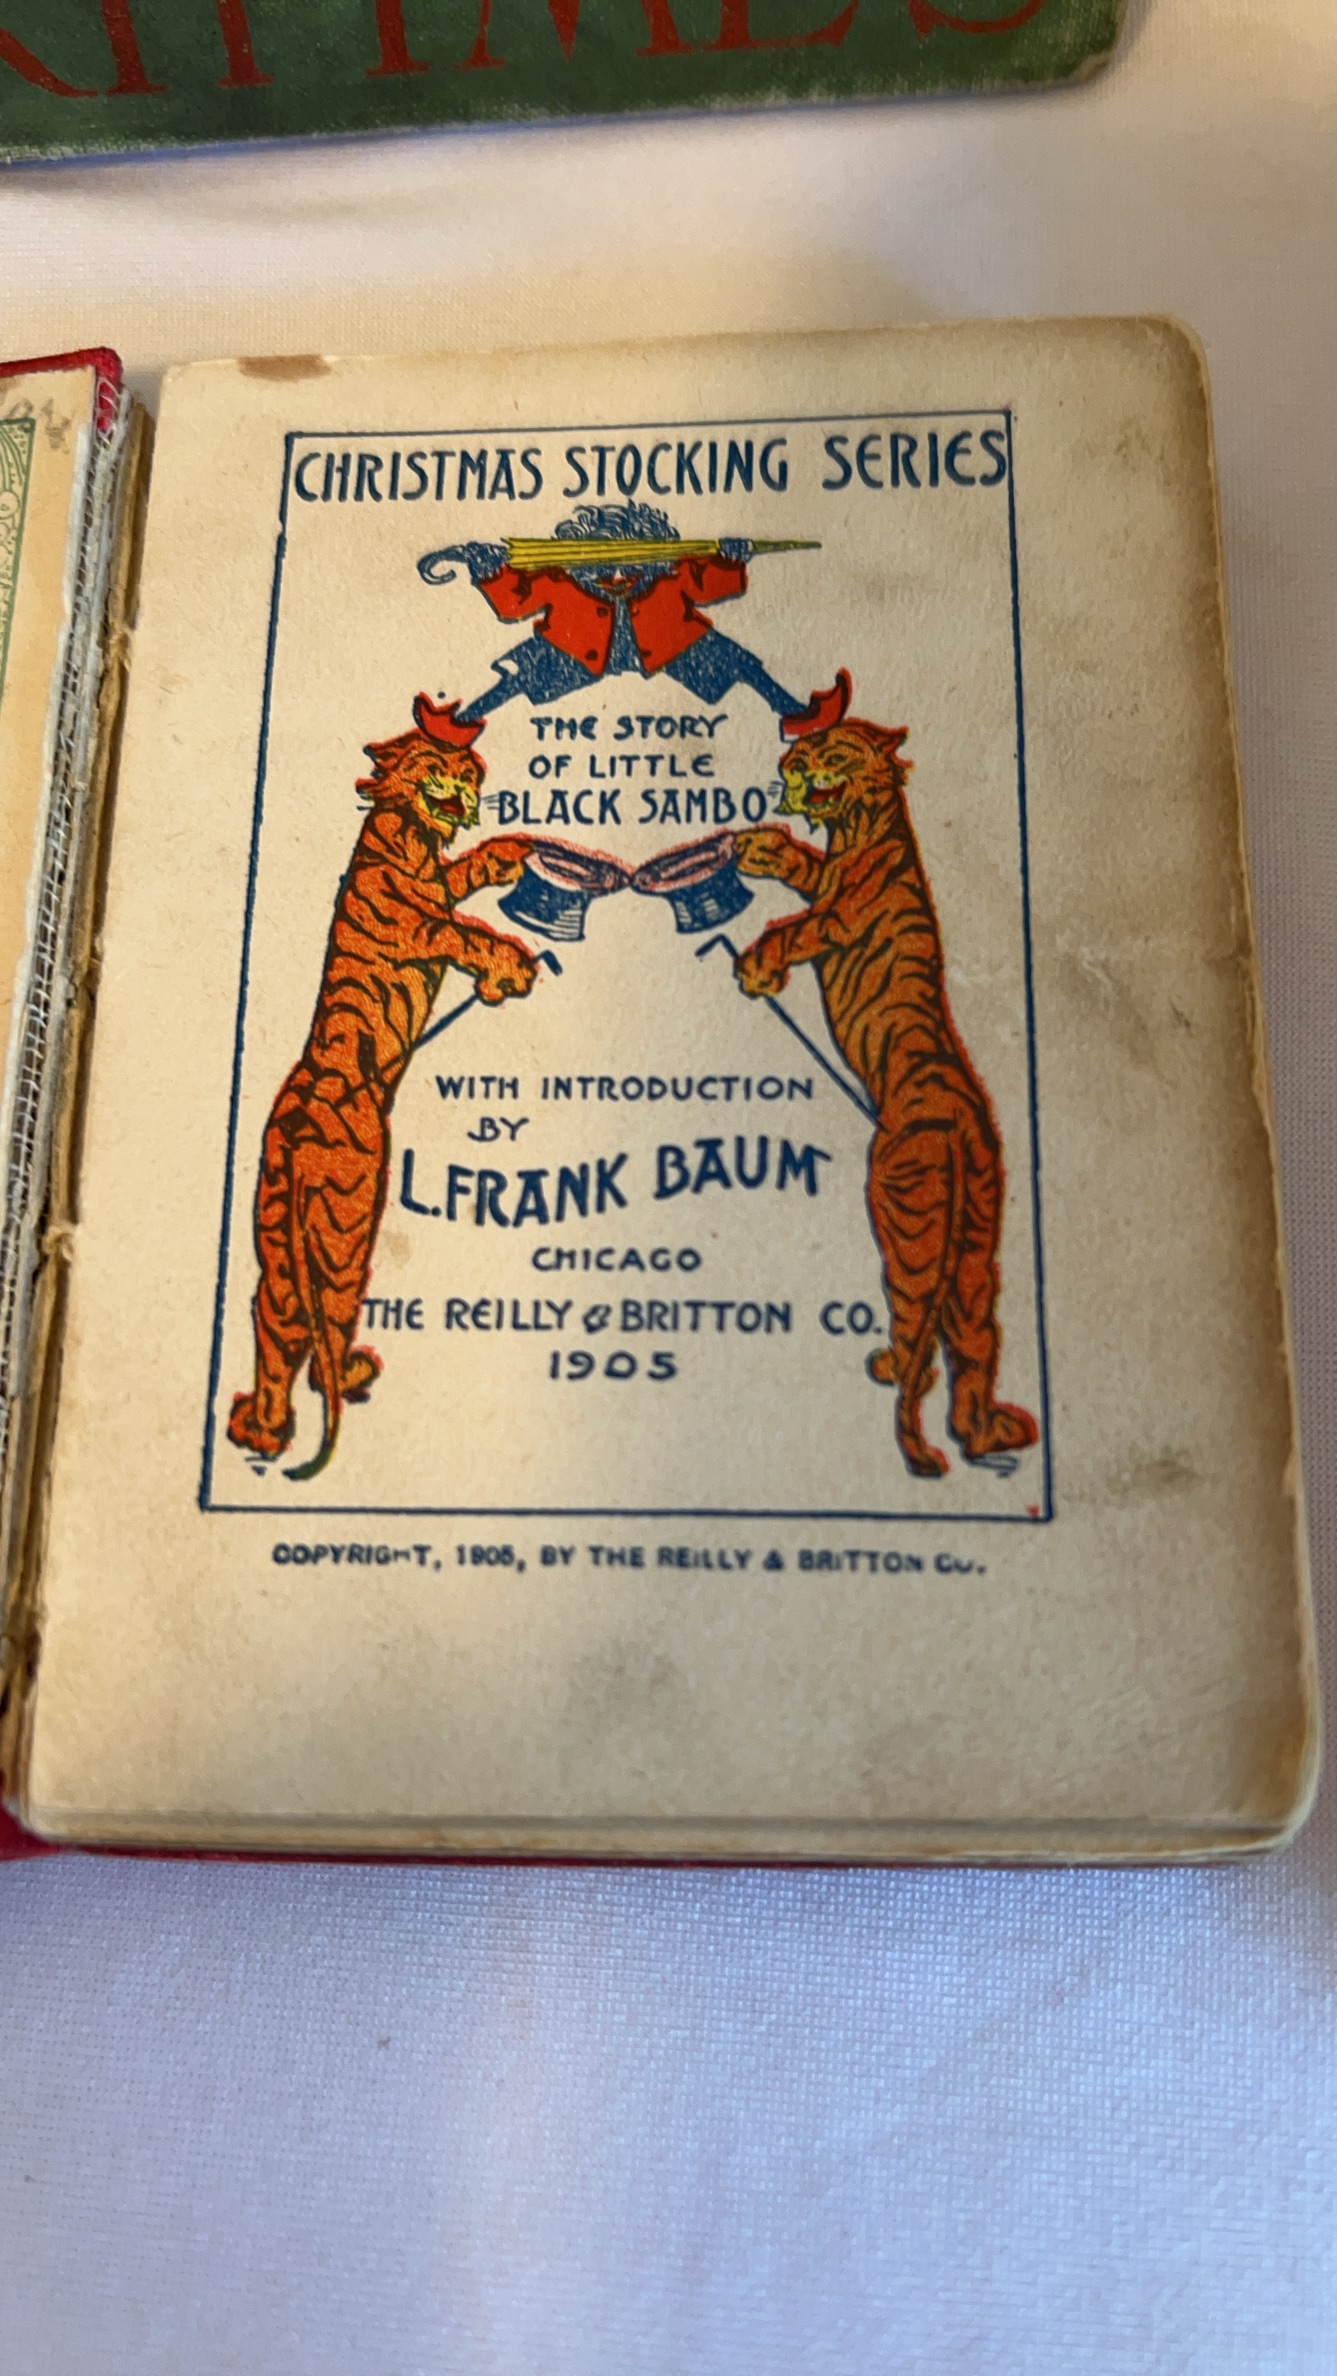 CHRISTMAS STOCKING SERIES
THE STORY
OF LITTLE
BLACK SAMBO
WITH INTRODUCTION
BY
L. FRANK BAUM
CHICAGO
THE REILLY & BRITTON CO.
1905
COPYRIGHT, 1905, BY THE REILLY & BRITTON CO.